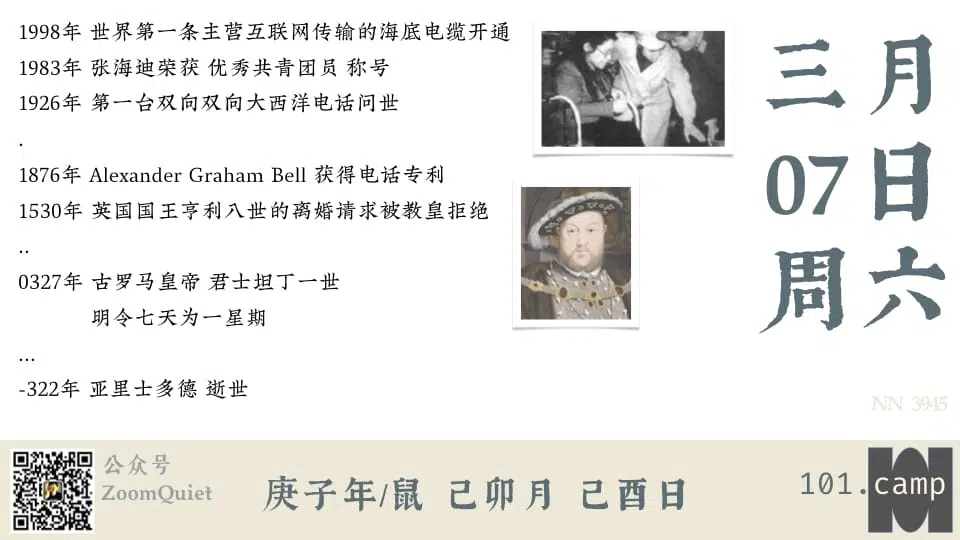 1998年 世界第一条主营互联网传输的海底电缆开通
1983年 张海迪荣获 优秀共青团员 称号
1926年 第一台双向双向大西洋电话问世
.
1876年 Alexander Graham Bell 获得电话专利
1530年 英国国王亨利八世的离婚请求被教皇拒绝
..
0327年 古罗马皇帝 君士坦丁一世
明令七天为一星期
...
-322年 亚里士多德 逝世
三月
07日
周六
NN 3945
公众号
ZoomQuiet
庚子年/鼠 己卯月 己酉日
101.camp